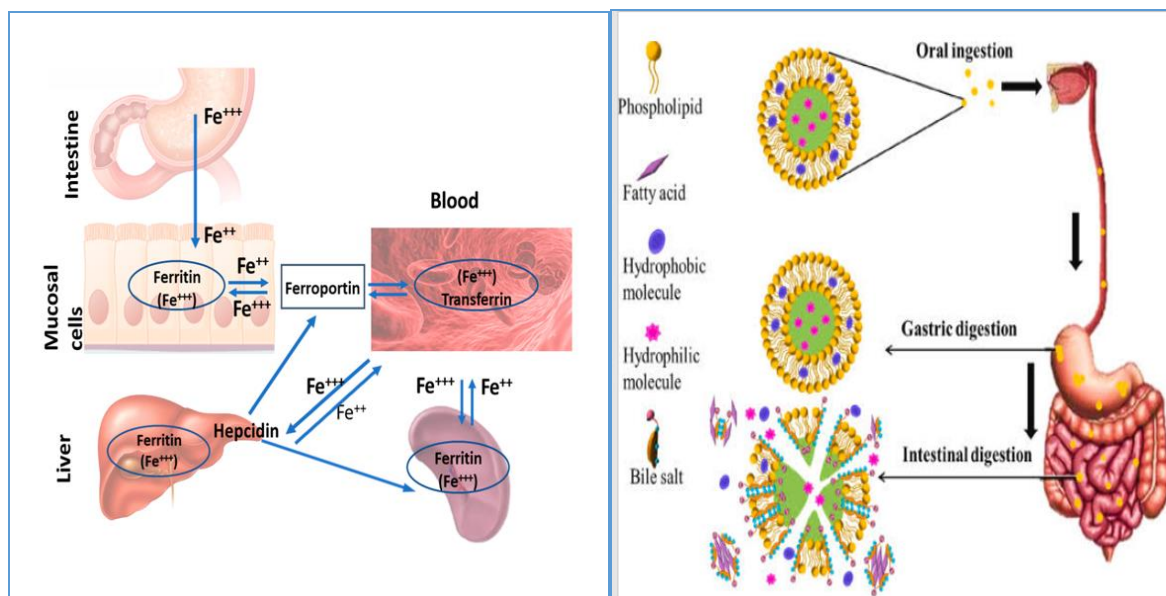 Intestine
Fe+++
Fe++
Mucosal
cells
Ferritin
(Fe+++)
Fe++
Fe+++
Ferroportin
Blood
(Fe+++)
Transferrin
Liver
Ferritin
(Fe+++)
Hepcidin
Fe+++
Fe++
Fe+++
Fe++
Ferritin
(Fe+++)
Phospholipid
Fatty acid
Hydrophobic
molecule
Hydrophilic
molecule
Bile salt
Oral ingestion
Gastric digestion
Intestinal digestion